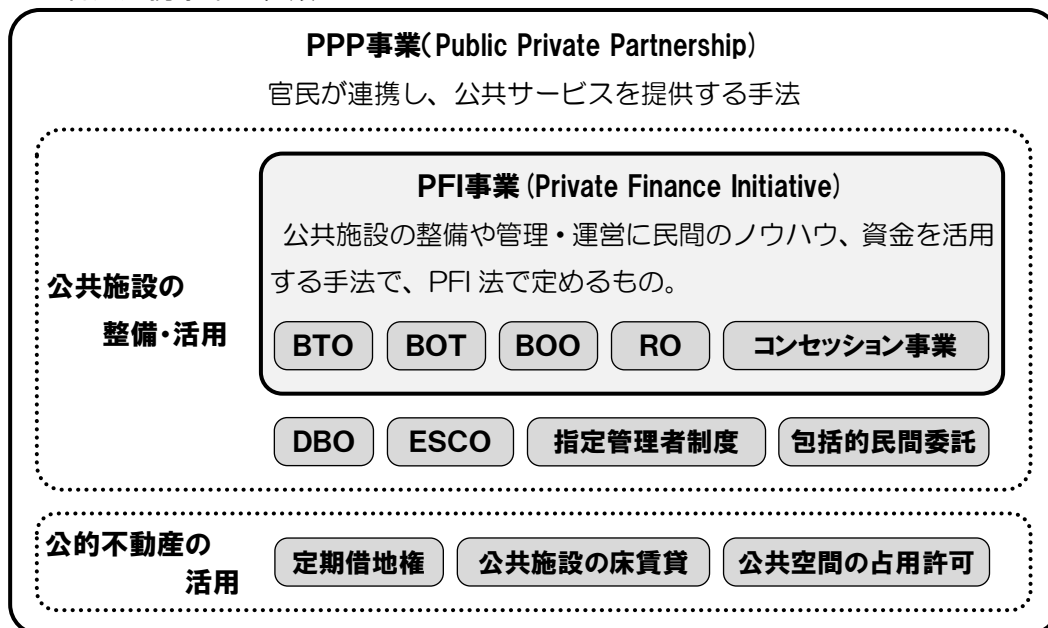 PPP事業(Public Private Partnership)
官民が連携し、公共サービスを提供する手法
公共施設の
整備・活用
PFI事業(Private Finance Initiative)
公共施設の整備や管理・運営に民間のノウハウ、資金を活用
する手法で、PFI 法で定めるもの。
BTO
BOT
BOO
RO
コンセッション事業
DBO
ESCO
指定管理者制度
包括的民間委託
公的不動産の
活用
定期借地権
公共施設の床賃貸
公共空間の占用許可